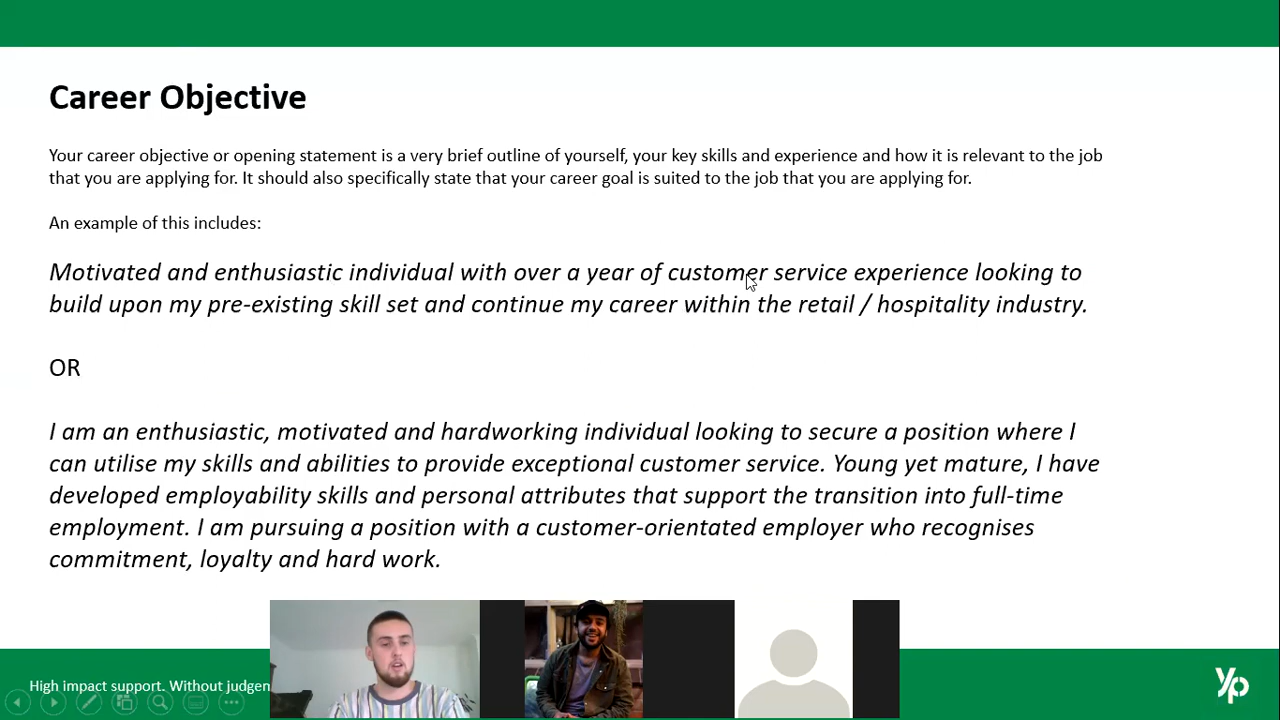 Career Objective
Your career objective or opening statement is a very brief outline of yourself, your key skills and experience and how it is relevant to the job
that you are applying for. It should also specifically state that your career goal is suited to the job that you are applying for.
An example of this includes:
Motivated and enthusiastic individual with over a year of customer service experience looking to
build upon my pre-existing skill set and continue my career within the retail / hospitality industry.
OR
I am an enthusiastic, motivated and hardworking individual looking to secure a position where I
can utilise my skills and abilities to provide exceptional customer service. Young yet mature, I have
developed employability skills and personal attributes that support the transition into full-time
employment. I am pursuing a position with a customer-orientated employer who recognises
commitment, loyalty and hard work.
High impact support. Without judgen
yp